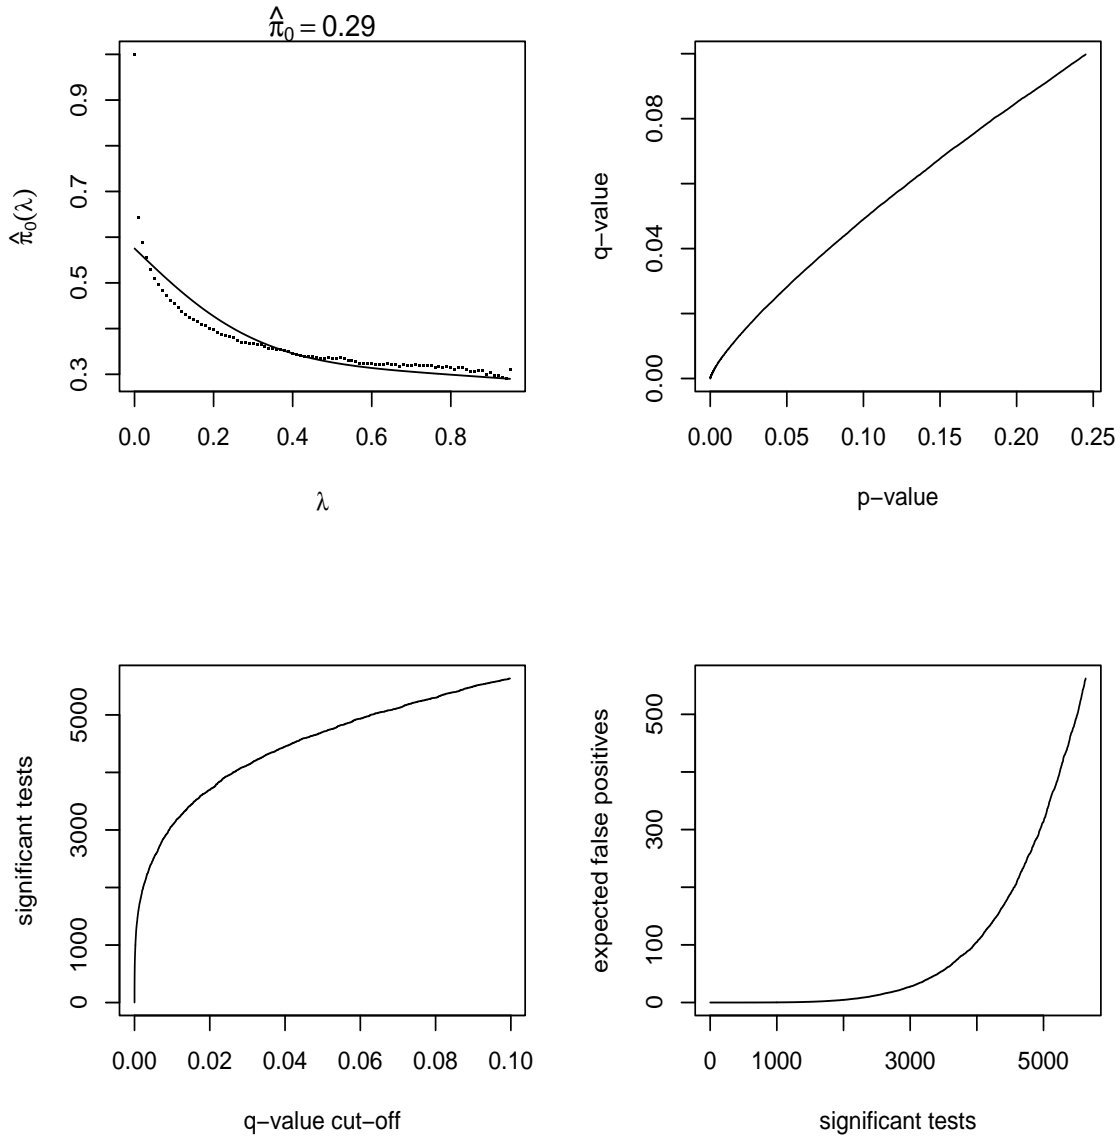 π̂₀ = 0.29
π̂₀(λ)
0.3 0.5 0.7 0.9
0.0 0.2 0.4 0.6 0.8
λ
q−value
0.00 0.04 0.08
0.00 0.05 0.10 0.15 0.20 0.25
p−value
significant tests
0 1000 3000 5000
0.00 0.02 0.04 0.06 0.08 0.10
q−value cut−off
expected false positives
0 100 300 500
0 1000 3000 5000
significant tests